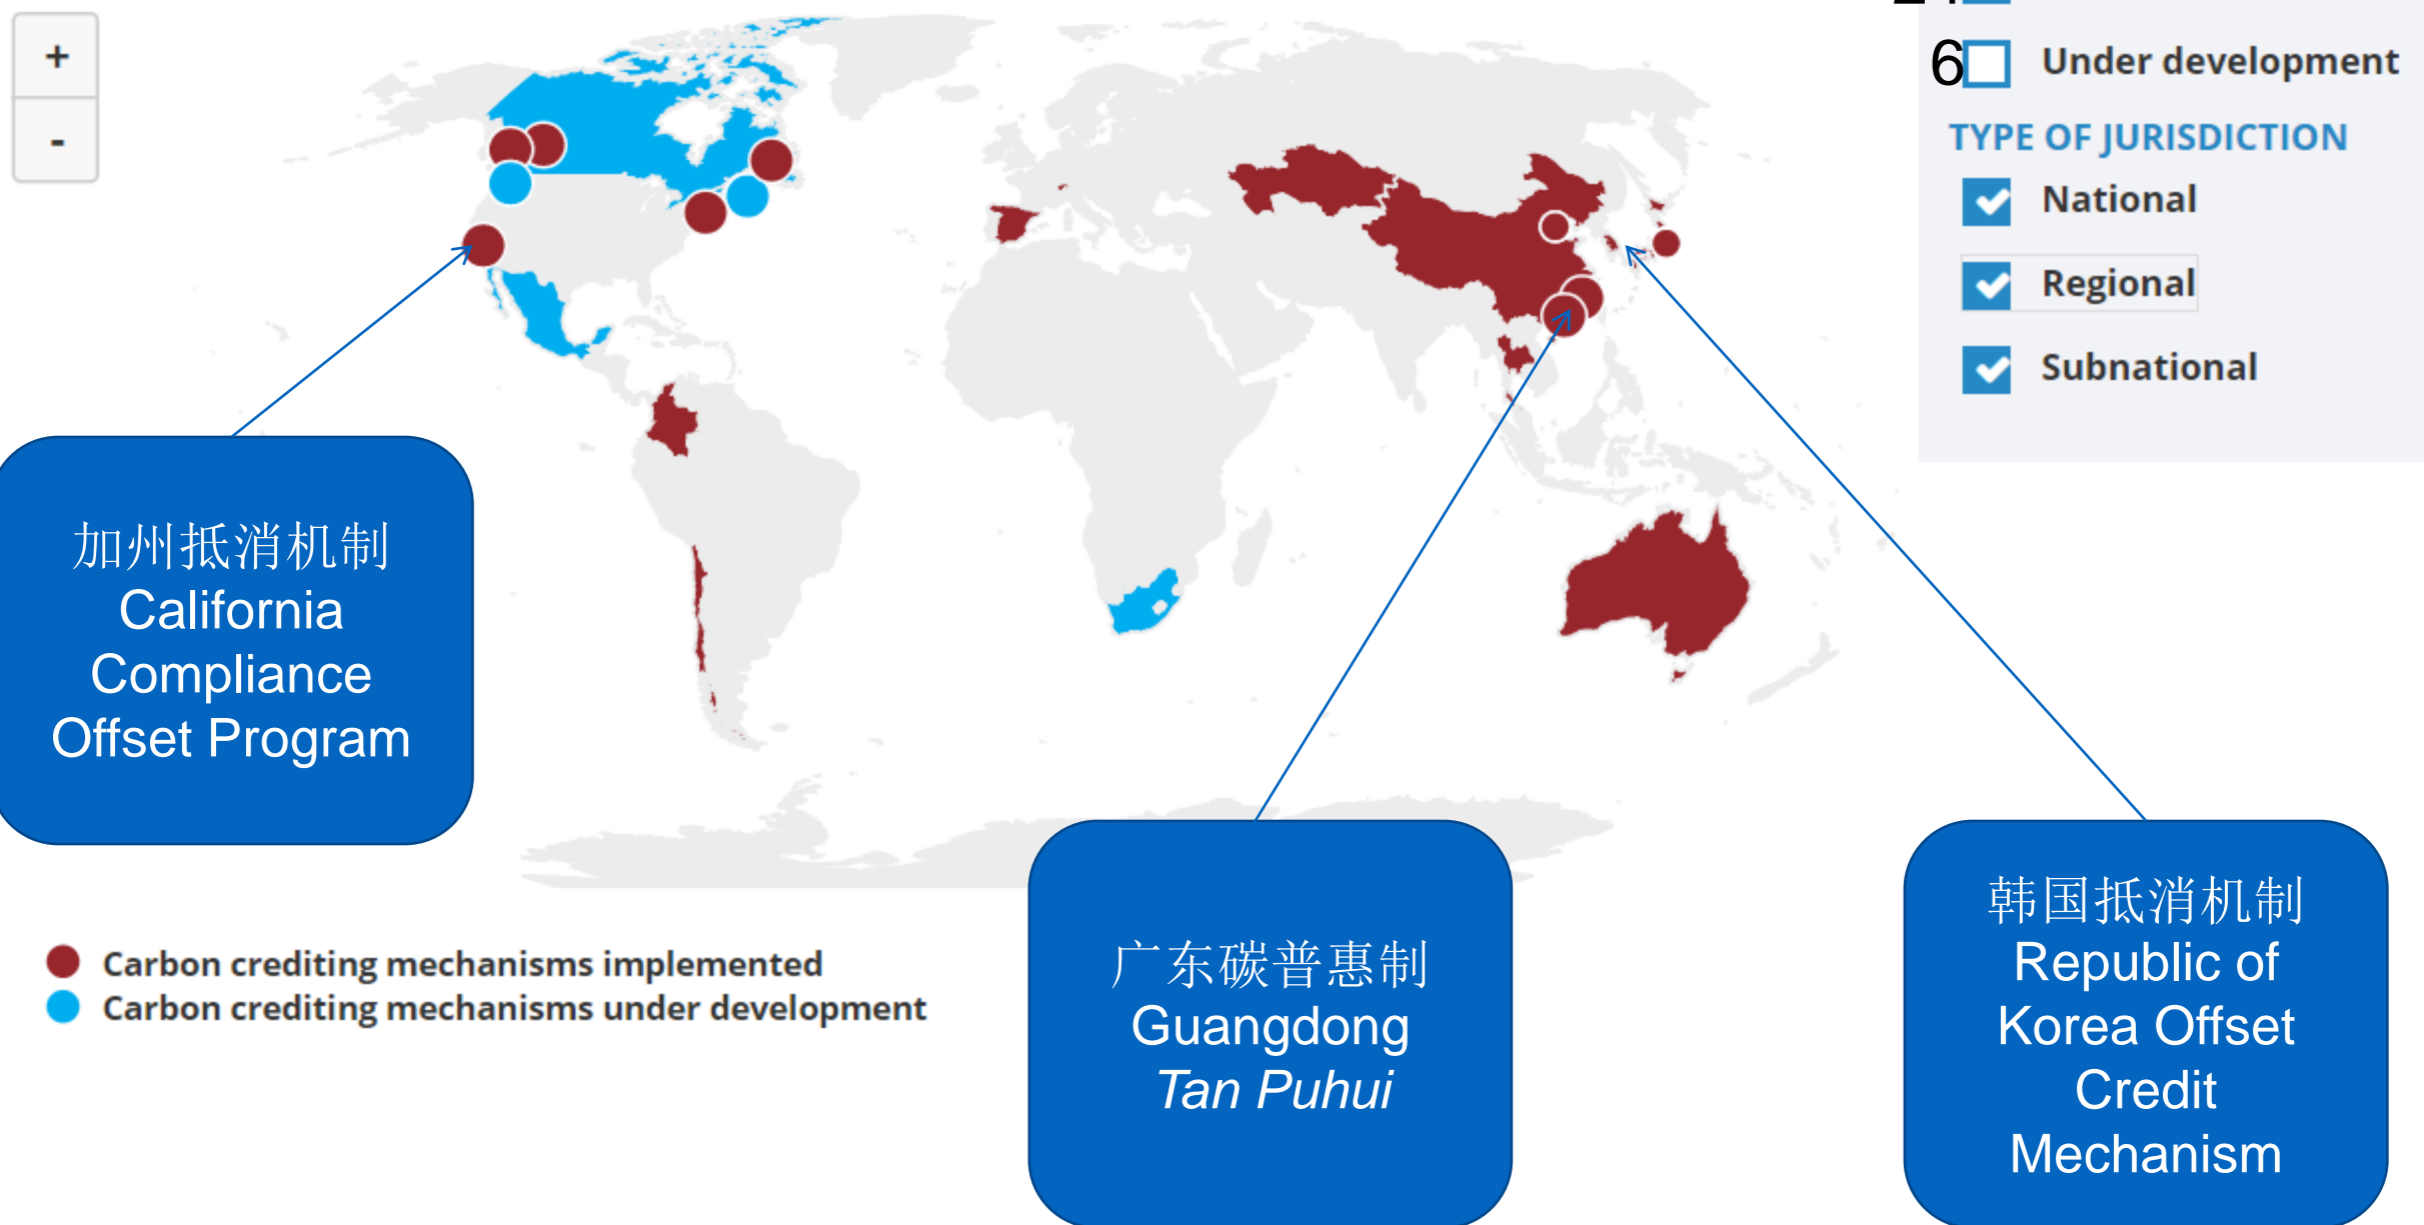 +
-
6 Under development
TYPE OF JURISDICTION
National
Regional
Subnational
加州抵消机制
California
Compliance
Offset Program
Carbon crediting mechanisms implemented
Carbon crediting mechanisms under development
广东碳普惠制
Guangdong
Tan Puhui
韩国抵消机制
Republic of
Korea Offset
Credit
Mechanism